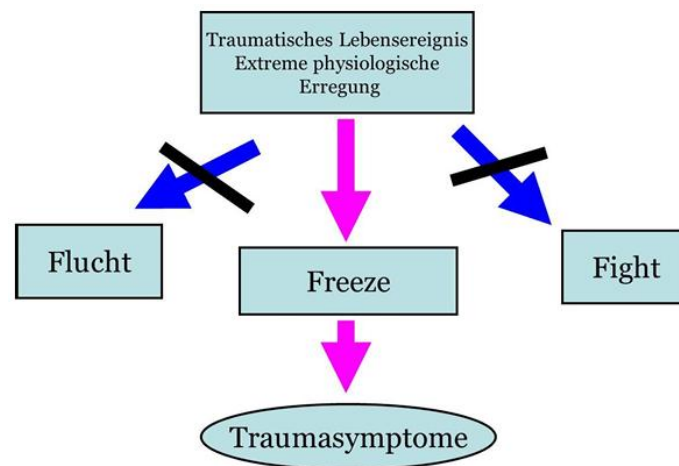 Traumatisches Lebensereignis
Extreme physiologische
Erregung
Flucht
Freeze
Fight
Traumasymptome